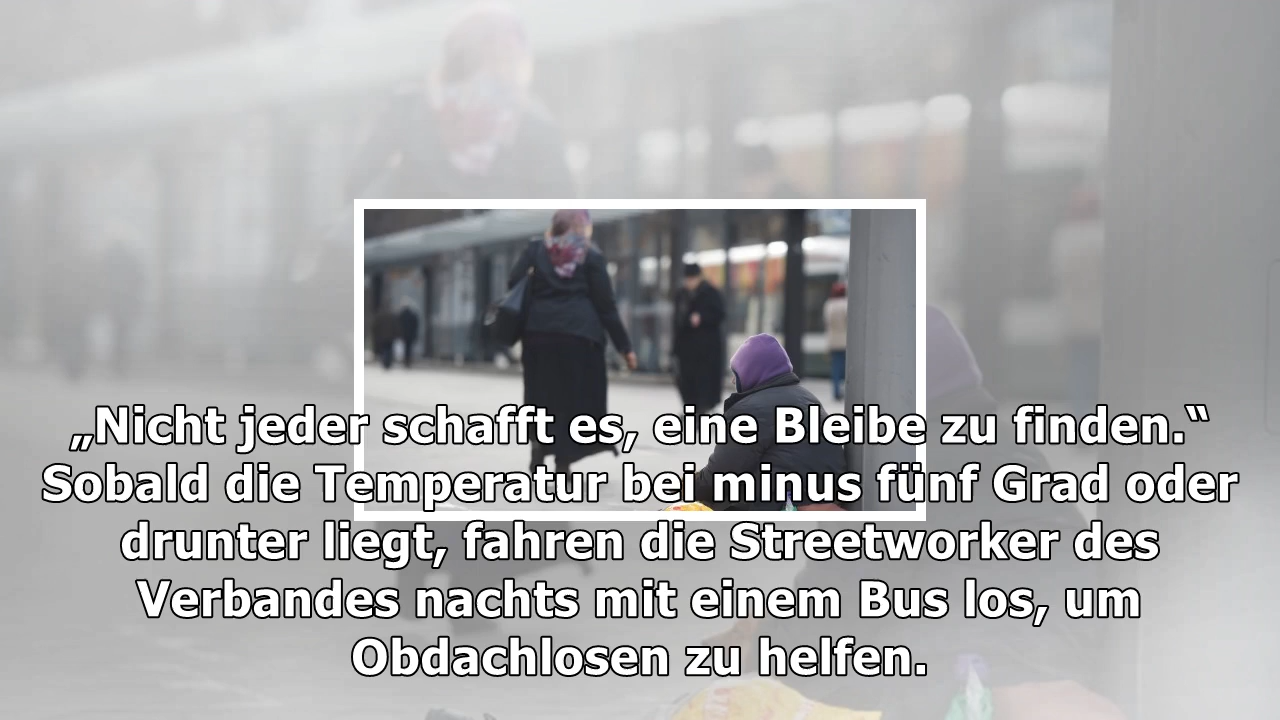 „Nicht jeder schafft es, eine Bleibe zu finden.“
Sobald die Temperatur bei minus fünf Grad oder
drunter liegt, fahren die Streetworker des
Verbandes nachts mit einem Bus los, um
Obdachlosen zu helfen.